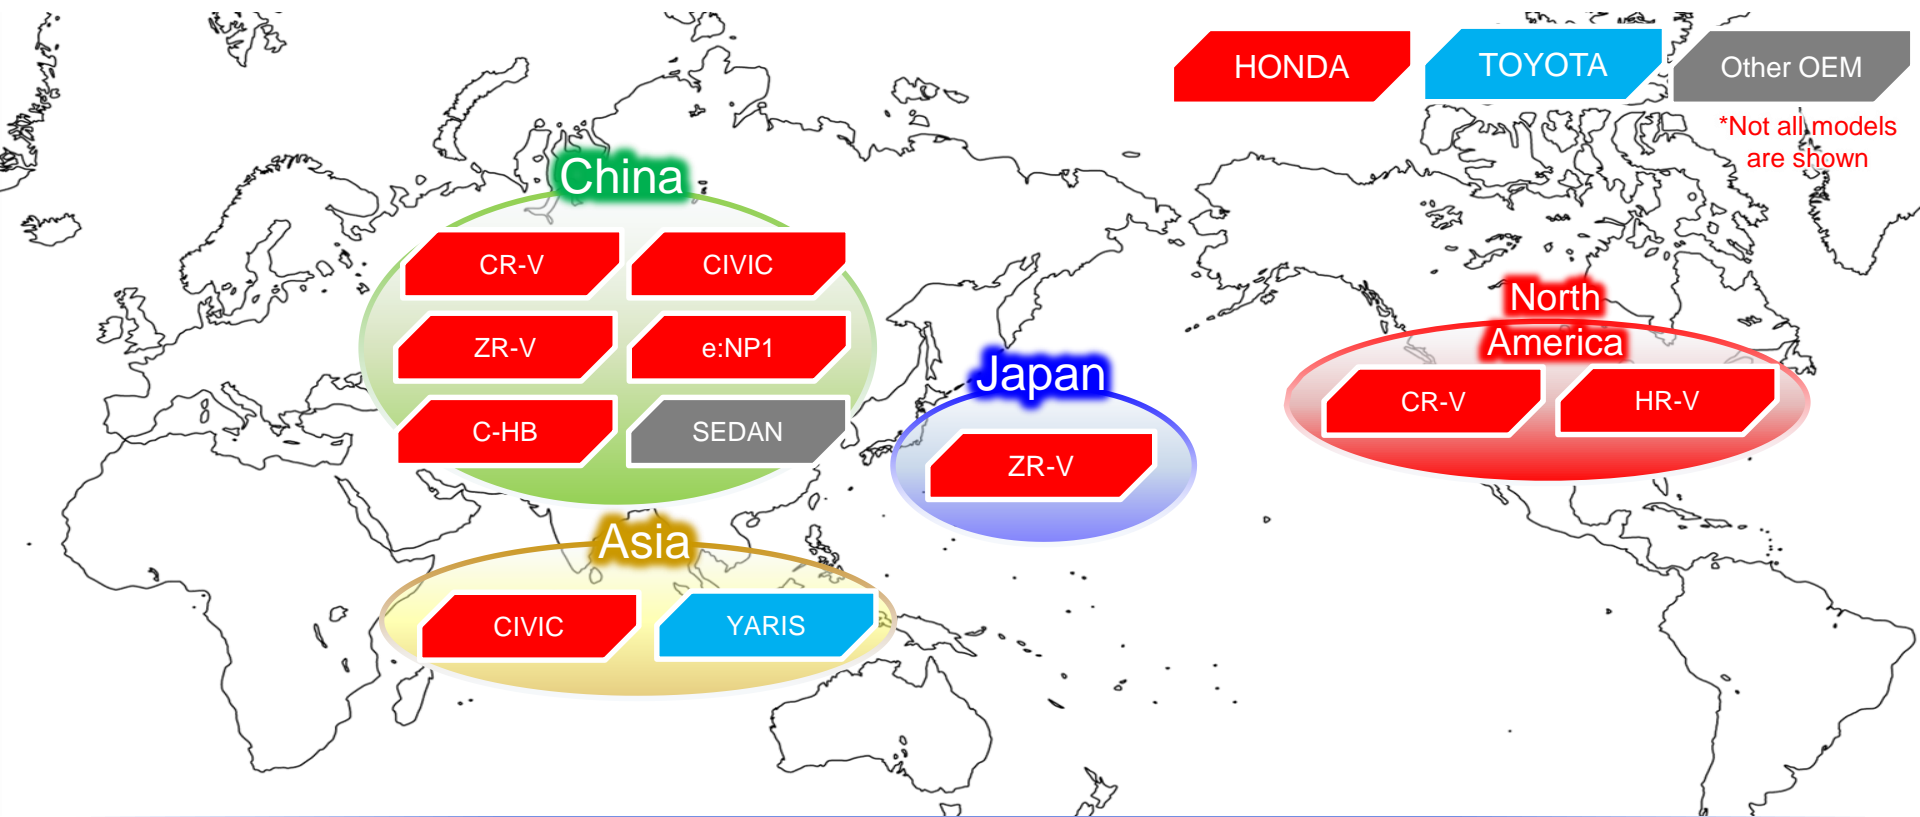 HONDA
TOYOTA
Other OEM
*Not all models
are shown
China
CR-V
CIVIC
ZR-V
e:NP1
C-HB
SEDAN
Japan
ZR-V
North
America
CR-V
HR-V
Asia
CIVIC
YARIS